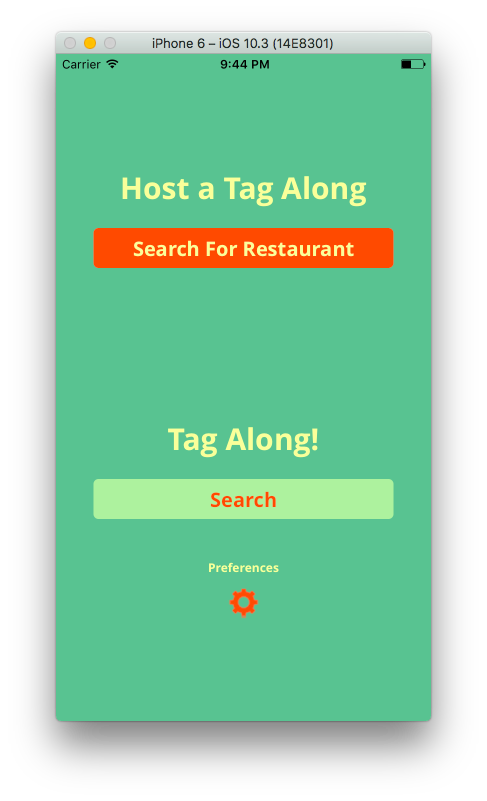 iPhone 6 – iOS 10.3 (14E8301)
Carrier 9:44 PM
Host a Tag Along
Search For Restaurant
Tag Along!
Search
Preferences